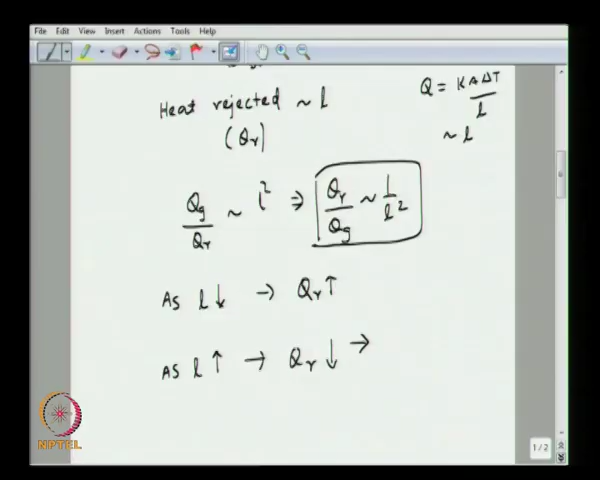 File Edit View Insert Actions Tools Help
Heat rejected ~ l
(Qr)
Q = KAΔT / l
~ l
Qg / Qr ~ l² ⇒ Qr / Qg ~ 1 / l²
As l ↓ → Qr ↑
As l ↑ → Qr ↓ →
NPTEL
1/2